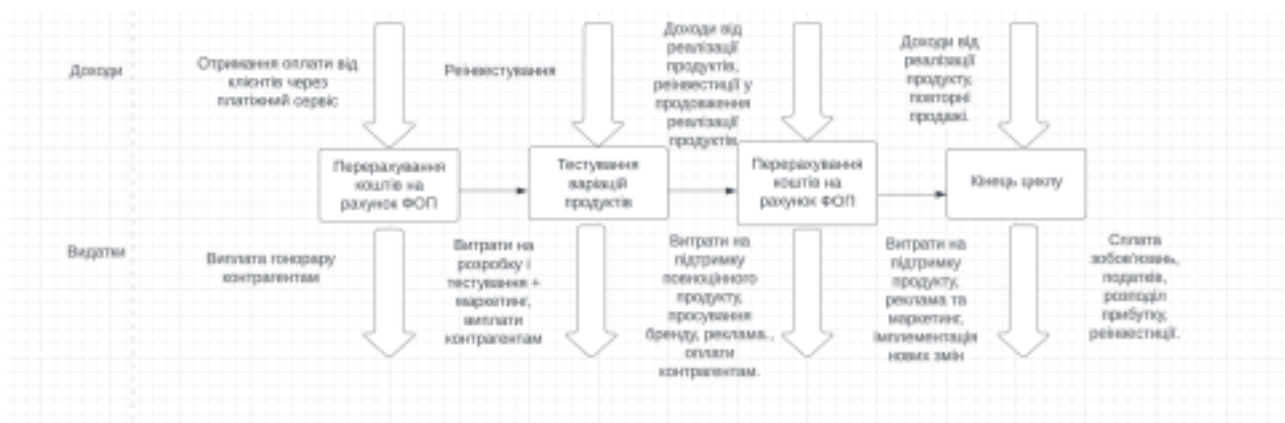 Доходи
Отримання оплати від
клієнтів через
платіжний сервіс
Реінвестування
Доходи від
реалізації
продуктів,
реінвестиції у
продовження
реалізації
продуктів.
Доходи від
реалізації
продукту,
повторні
продажі.
Перерахування
коштів на
рахунок ФОП
Тестування
варіацій
продуктів
Перерахування
коштів на
рахунок ФОП
Кінець циклу
Видатки
Виплата гонорару
контрагентам
Витрати на
розробку і
тестування +
маркетинг,
виплати
контрагентам
Витрати на
підтримку
повноцінного
продукту,
просування
бренду, реклама.,
оплати
контрагентам.
Витрати на
підтримку
продукту,
реклама та
маркетинг,
імплементація
нових змін
Сплата
зобов'язань,
податків,
розподіл
прибутку,
реінвестиції.